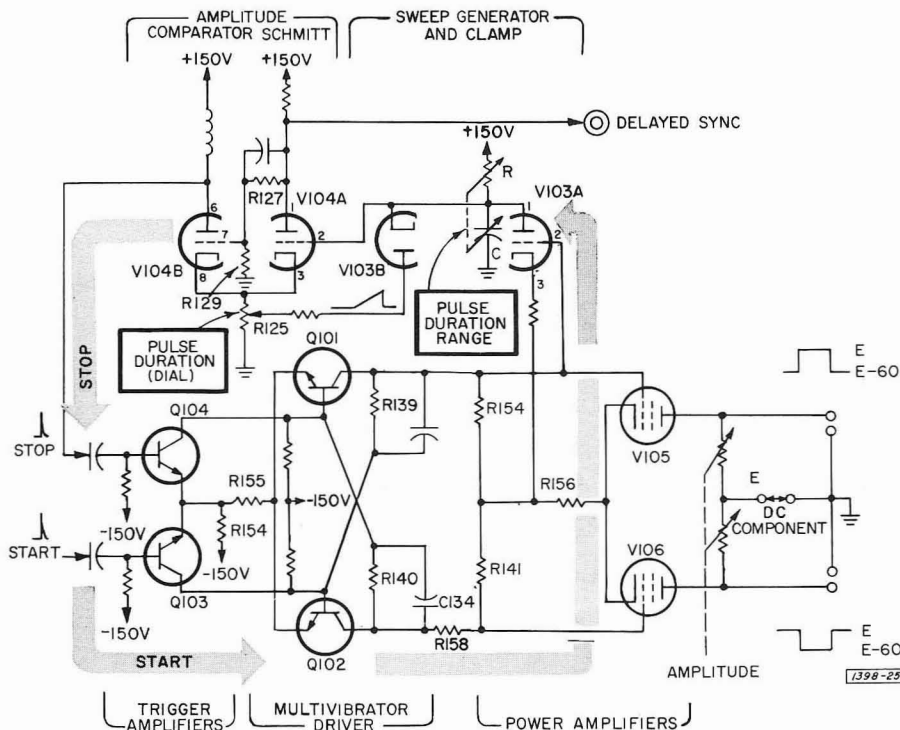 AMPLITUDE
COMPARATOR SCHMITT
SWEEP GENERATOR
AND CLAMP
+150V
+150V
DELAYED SYNC
+150V
R
R127
V104A
V103A
6
7
8
1
2
3
1
2
3
C
V104B
V103B
R129
R125
PULSE
DURATION
(DIAL)
PULSE
DURATION
RANGE
STOP
Q101
E
E-60
Q104
R139
R154
V105
STOP
-150V
R155
-150V
R156
E
DC
COMPONENT
START
R154
-150V
Q103
R140
R141
V106
C134
-150V
R158
START
Q102
E
E-60
AMPLITUDE
1398-25
TRIGGER
AMPLIFIERS
MULTIVIBRATOR
DRIVER
POWER AMPLIFIERS